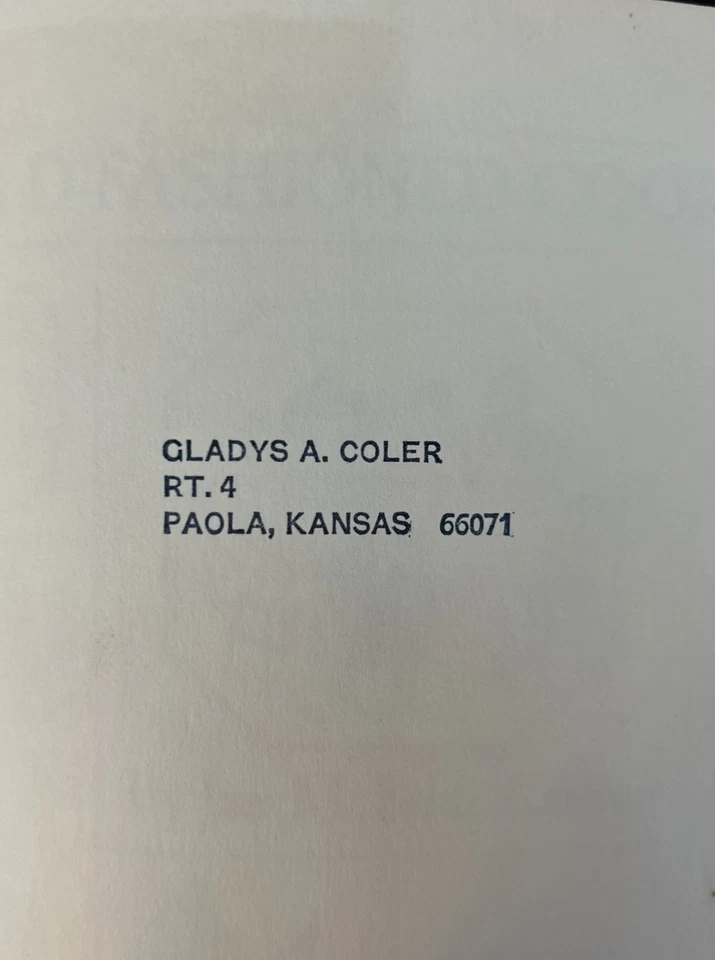 GLADYS A. COLER
RT. 4
PAOLA, KANSAS 66071